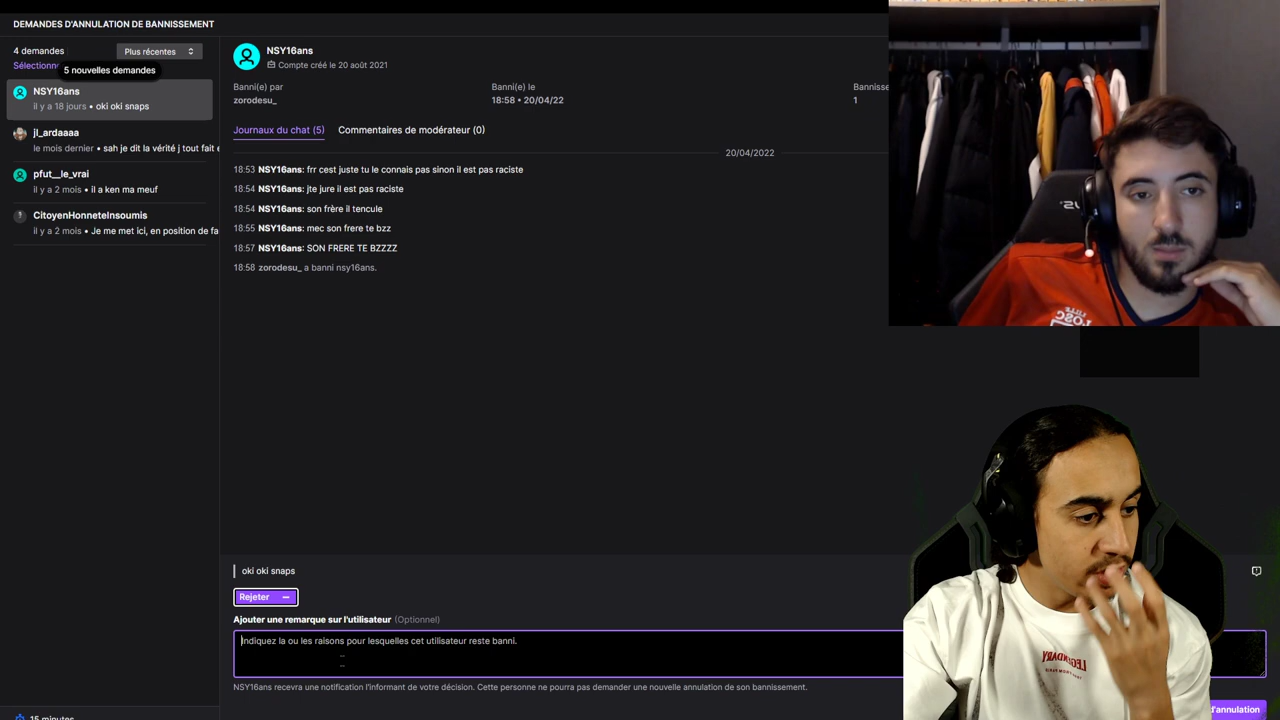 DEMANDES D'ANNULATION DE BANNISSEMENT
4 demandes
Plus récentes
Sélectionn
5 nouvelles demandes
NSY16ans
il y a 18 jours • oki oki snaps
jl_ardaaaa
le mois dernier • sah je dit la vérité j tout fait e
pfut__le_vrai
il y a 2 mois • il a ken ma meuf
CitoyenHonneteInsoumis
il y a 2 mois • Je me met ici, en position de fa
15 minutes
NSY16ans
Compte créé le 20 août 2021
Banni(e) par
zorodesu_
Banni(e) le
18:58 • 20/04/22
Bannisse
1
Journaux du chat (5)
Commentaires de modérateur (0)
20/04/2022
18:53 NSY16ans: frr cest juste tu le connais pas sinon il est pas raciste
18:54 NSY16ans: jte jure il est pas raciste
18:54 NSY16ans: son frère il tencule
18:55 NSY16ans: mec son frere te bzz
18:57 NSY16ans: SON FRERE TE BZZZZ
18:58 zorodesu_ a banni nsy16ans.
oki oki snaps
Rejeter
Ajouter une remarque sur l'utilisateur (Optionnel)
Indiquez la ou les raisons pour lesquelles cet utilisateur reste banni.
NSY16ans recevra une notification l'informant de votre décision. Cette personne ne pourra pas demander une nouvelle annulation de son bannissement.
d'annulation
LILLE
LOSC
LEGENDARY